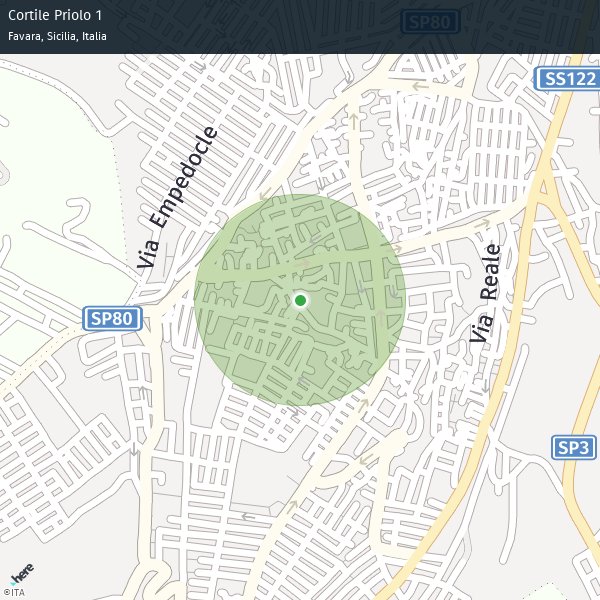 Cortile Priolo 1
Favara, Sicilia, Italia
SP80
SS122
Via Empedocle
Via Reale
SP80
SP3
here
©ITA